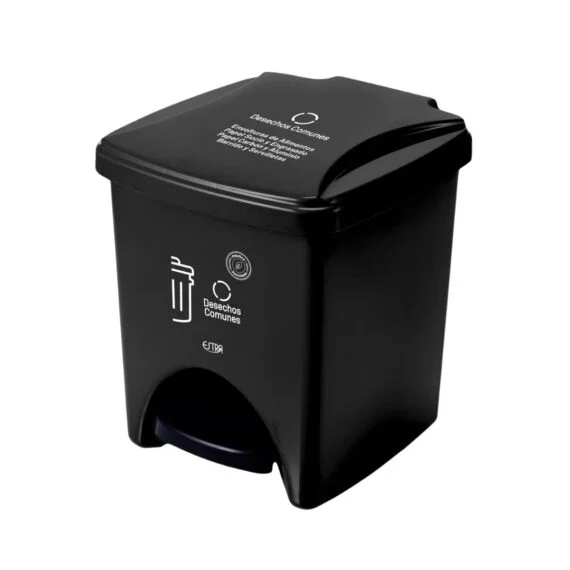 Desechos Comunes
Envolturas de Alimentos
Papel Sucio y Engrasado
Papel Carbón y Aluminio
Barrido y Servilletas
Desechos
Comunes
ESTRA